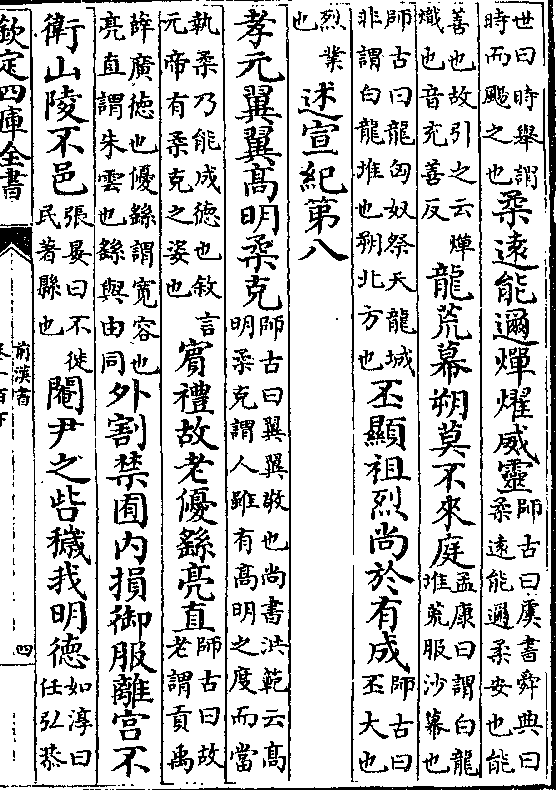 世曰時舉謂
時而颺之也
柔遠能邇燀燿威靈
師古曰虞書舜典曰
柔遠能邇柔安也能
善也故引之云燀
熾也音充善反
龍荒幕朔莫不來庭
孟康曰謂白龍
堆荒服沙幕也
師古曰龍匈奴祭天龍城
非謂白龍堆也朔北方也
丕顯祖烈尚於有成
師古曰
丕大也
烈業
也
述宣紀第八
孝元翼翼髙明柔克
師古曰翼翼敬也尚書洪範云髙
明柔克謂人雖有髙明之度而當
執柔乃能成德也敘言
元帝有柔克之姿也
賓禮故老優繇亮直
師古曰故
老謂貢禹
薛廣德也優繇謂寛容也
亮直謂朱雲也繇與由同
外割禁囿内損御服離宫不
衛山陵不邑
張晏曰不徙
民著縣也
閹尹之呰穢我明德
如淳曰
任弘恭
欽定四庫全書
前漢書
卷一百下
四